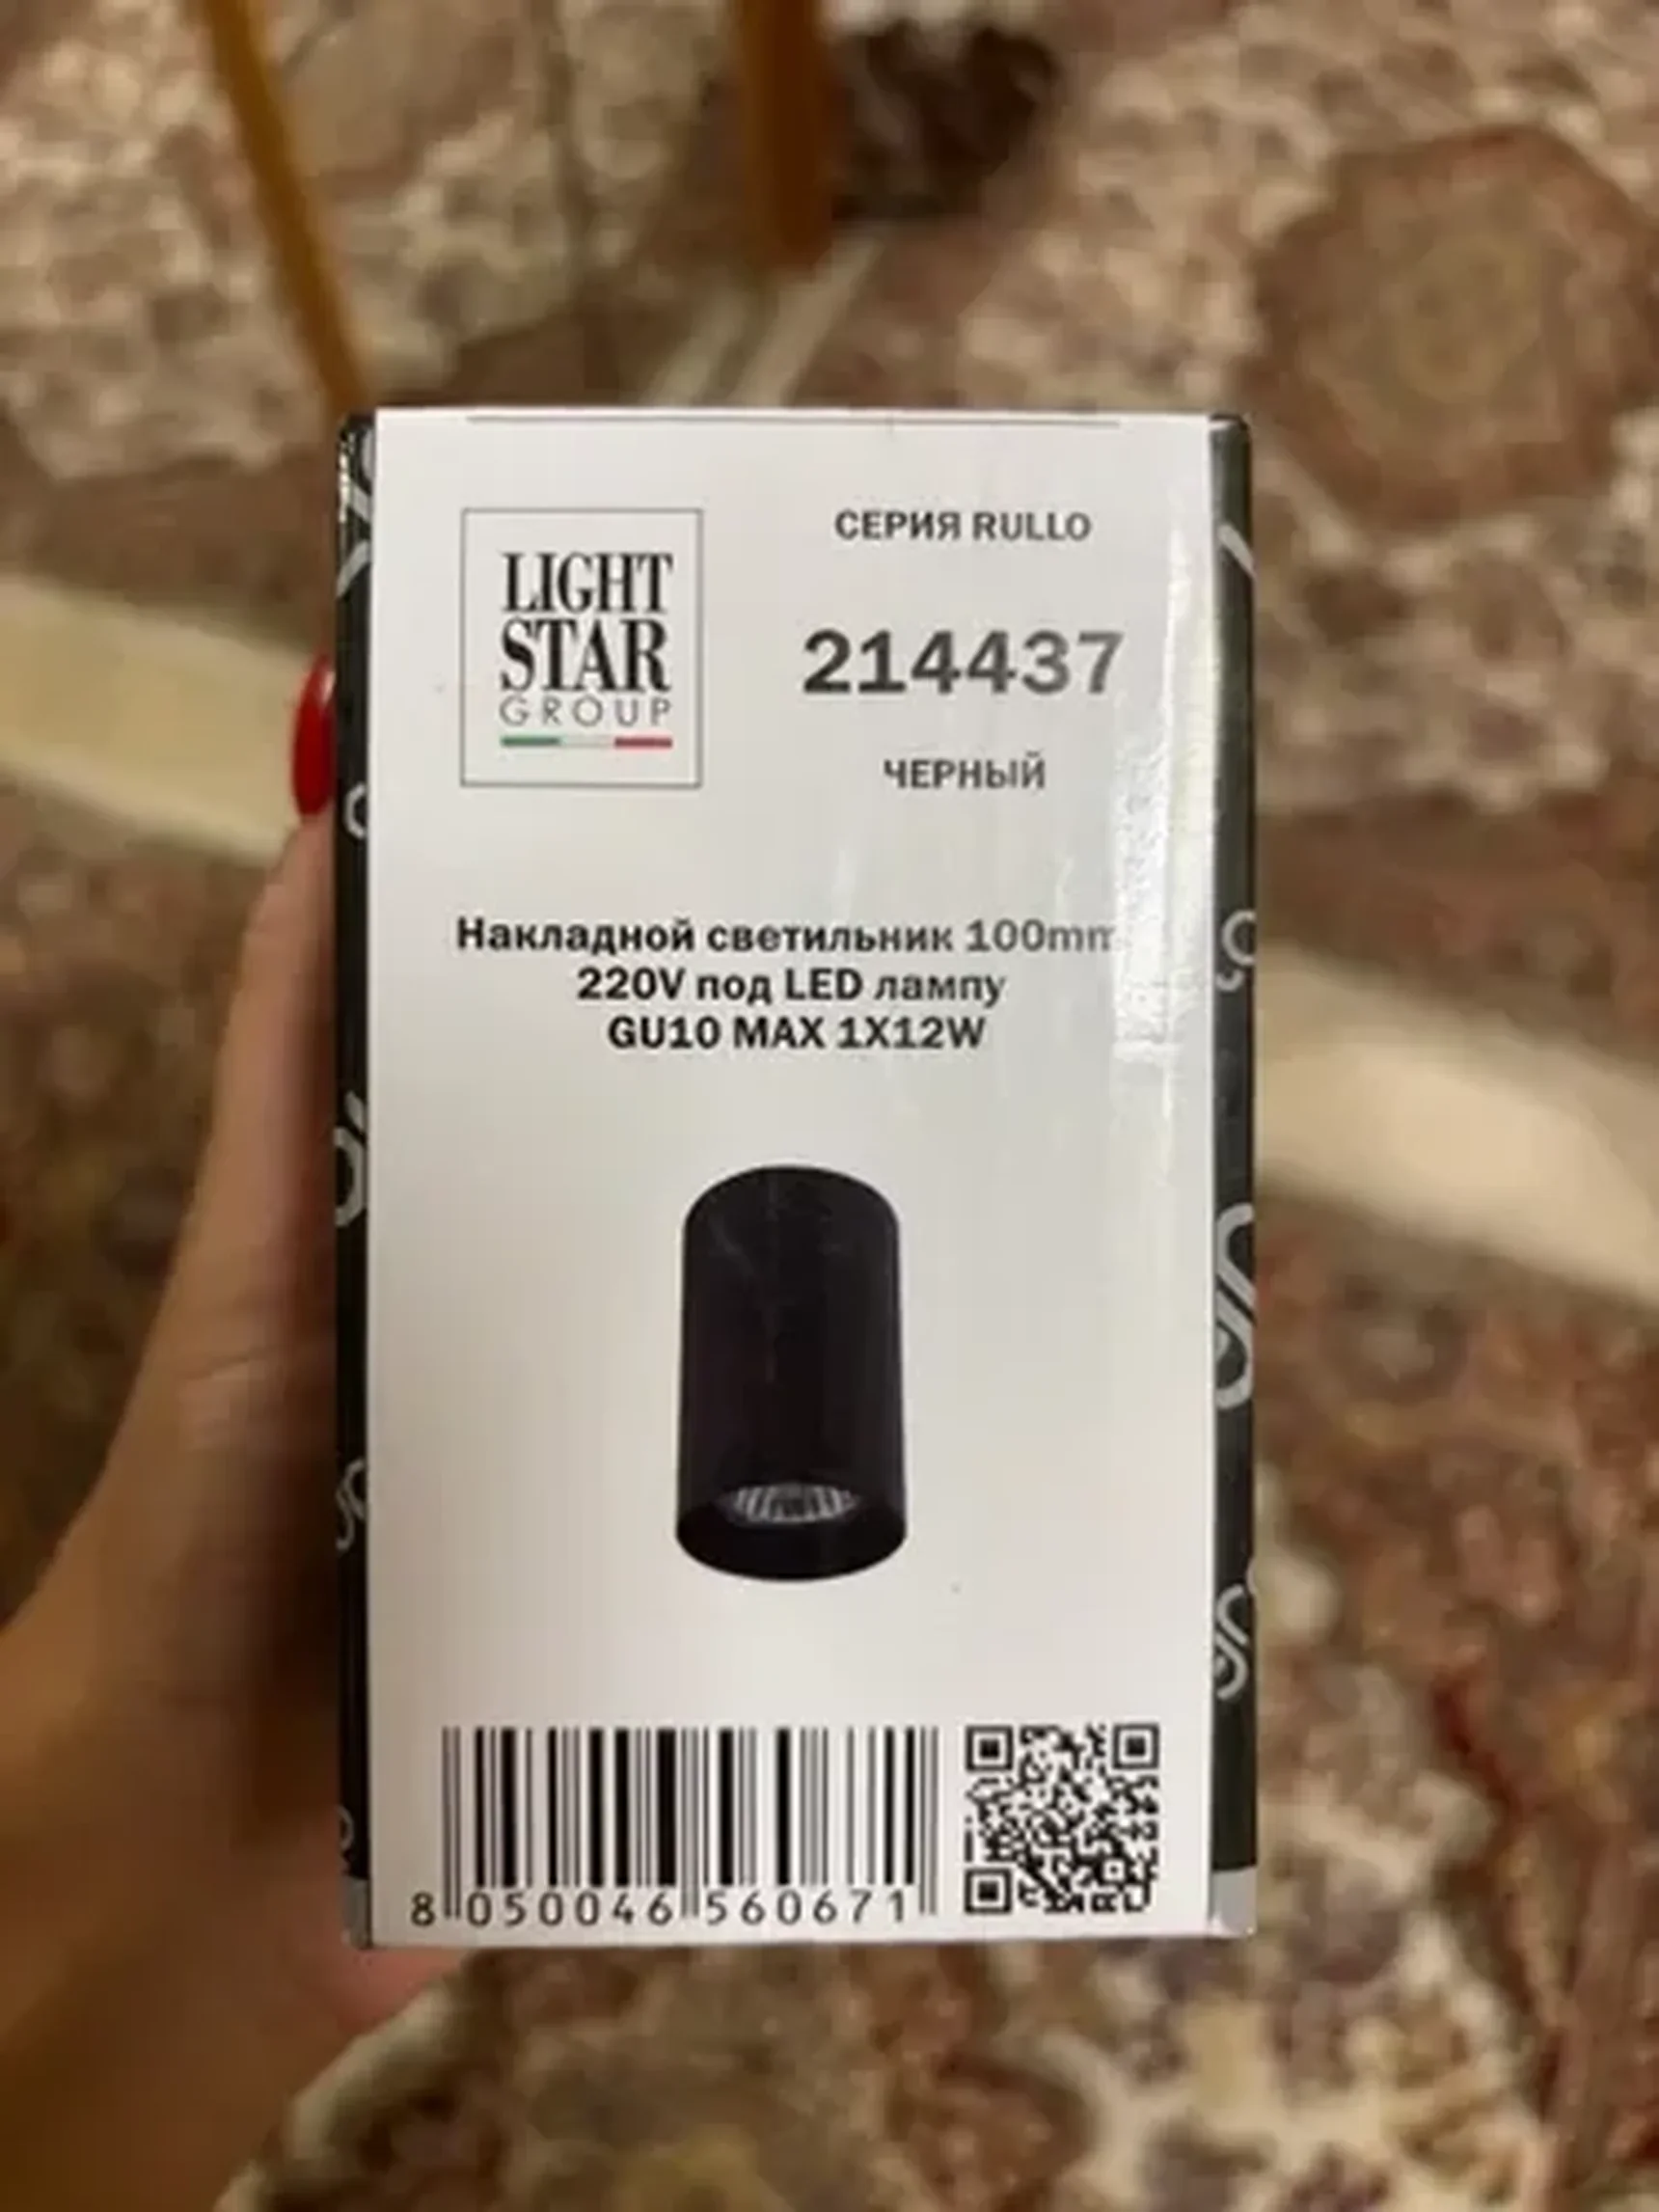 LIGHT
STAR
GROUP
СЕРИЯ RULLO
214437
ЧЕРНЫЙ
Накладной светильник 100mm
220V под LED лампу
GU10 MAX 1X12W
8 050046 560671